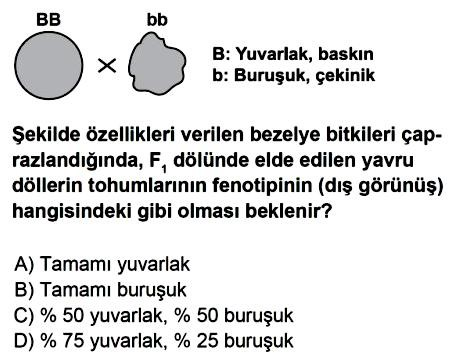 BB bb
×
B: Yuvarlak, baskın
b: Buruşuk, çekinik
Şekilde özellikleri verilen bezelye bitkileri çap-
razlandığında, F₁ dölünde elde edilen yavru
döllerin tohumlarının fenotipinin (dış görünüş)
hangisindeki gibi olması beklenir?
A) Tamamı yuvarlak
B) Tamamı buruşuk
C) % 50 yuvarlak, % 50 buruşuk
D) % 75 yuvarlak, % 25 buruşuk